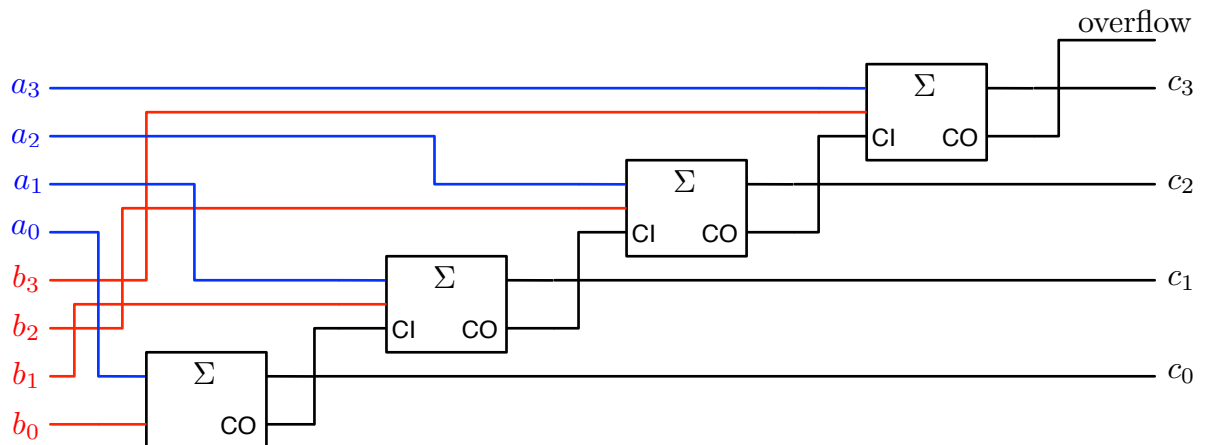 overflow
a₃ Σ c₃
a₂ CI CO
a₁ Σ c₂
a₀ CI CO
b₃ Σ c₁
b₂ CI CO
b₁ Σ c₀
b₀ CO